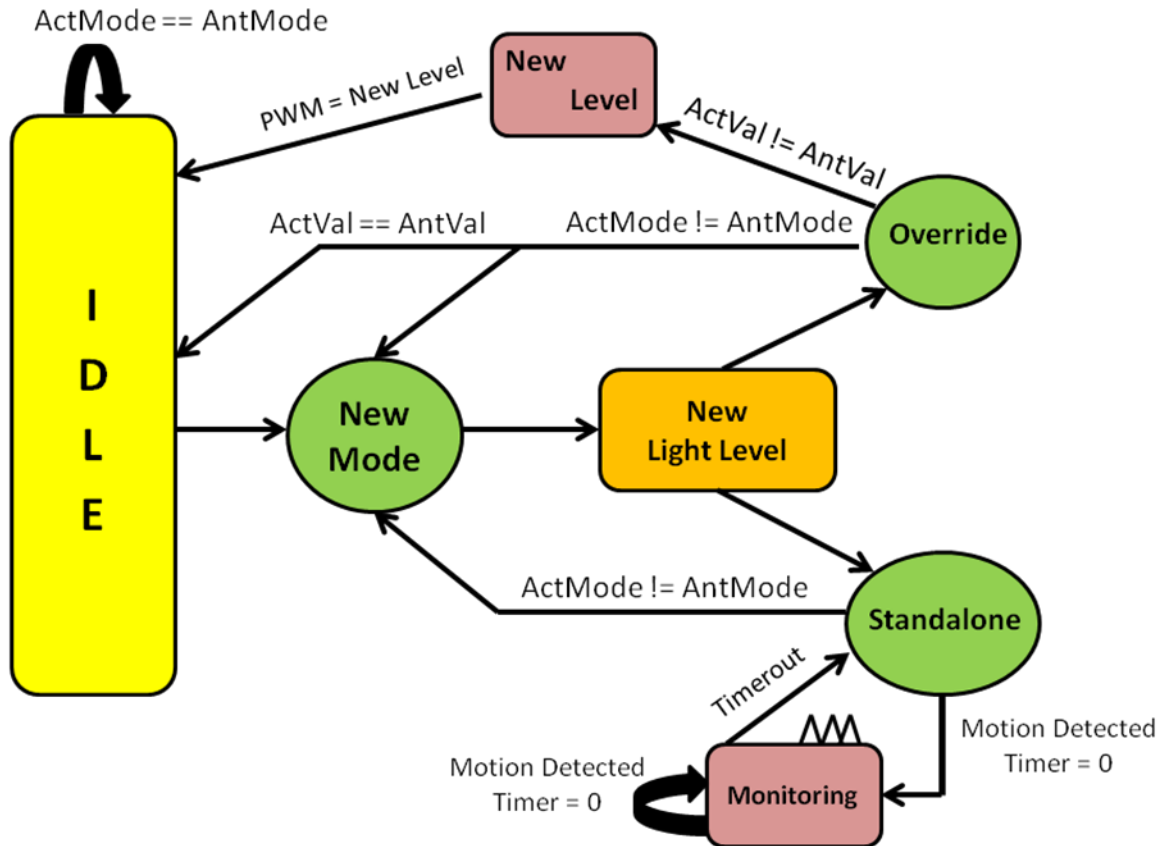 ActMode == AntMode
New
Level
PWM = New Level
ActVal != AntVal
ActVal == AntVal
ActMode != AntMode
Override
I
D
L
E
New
Mode
New
Light Level
ActMode != AntMode
Standalone
Timerout
Motion Detected
Timer = 0
Motion Detected
Timer = 0
Monitoring